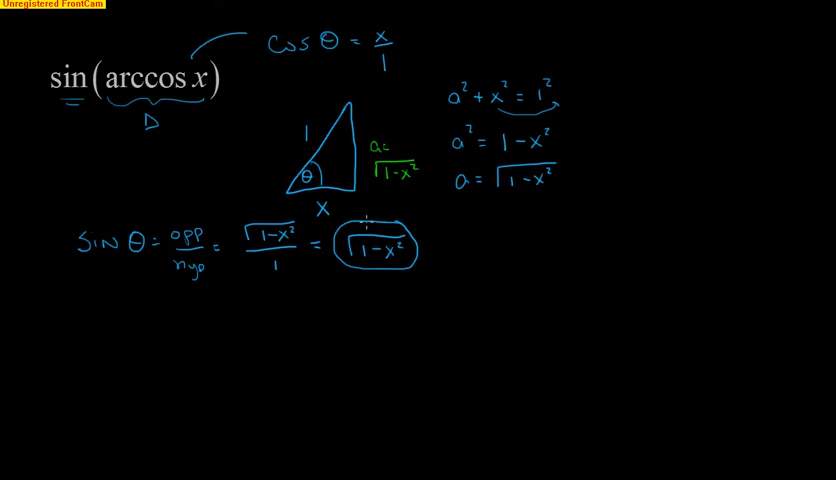 Unregistered FrontCam
cos θ = x/1
sin(arccos x)
D
a² + x² = 1²
a² = 1 - x²
a = √1-x²
1
a=
√1-x²
θ
x
sin θ = opp/hyp = √1-x²/1 = √1-x²